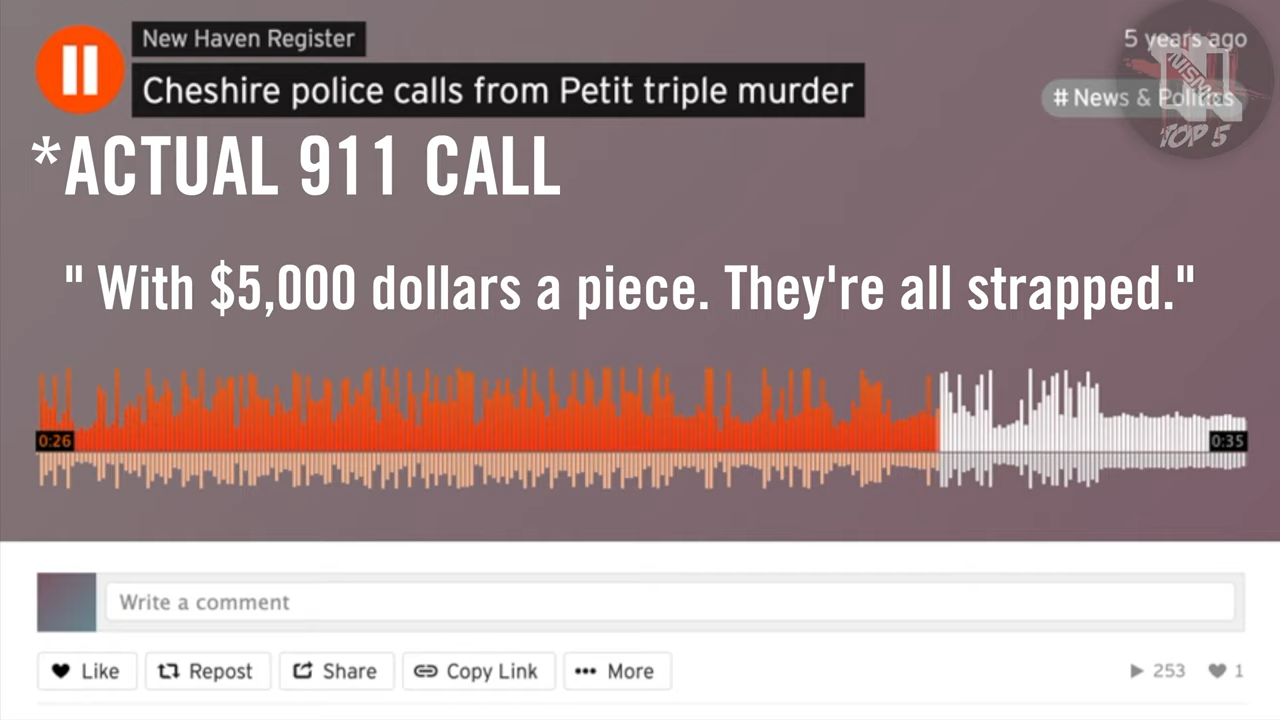 New Haven Register
5 years ago
Cheshire police calls from Petit triple murder
# News & Politics
TOP 5
*ACTUAL 911 CALL
" With $5,000 dollars a piece. They're all strapped."
0:26
0:35
Write a comment
Like
Repost
Share
Copy Link
More
253
1